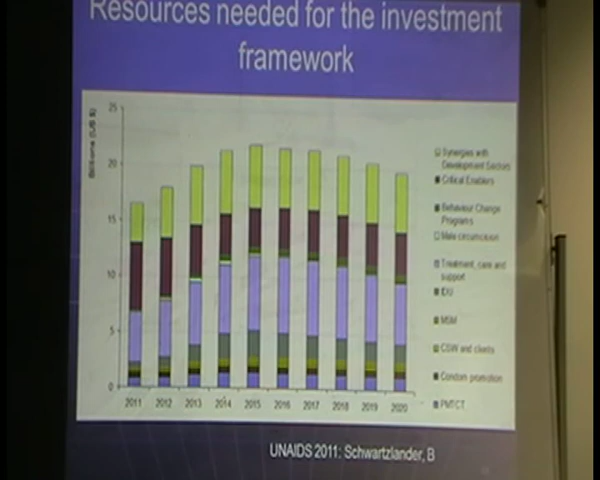 Resources needed for the investment
framework
Billions (US $)
25
20
15
10
5
0
2011 2012 2013 2014 2015 2016 2017 2018 2019 2020
Synergies with
Development Sectors
Critical Enablers
Behaviour Change
Programs
Male circumcision
Treatment, care and
support
IDU
MSM
CSW and clients
Condom promotion
PMTCT
UNAIDS 2011: Schwartzlander, B